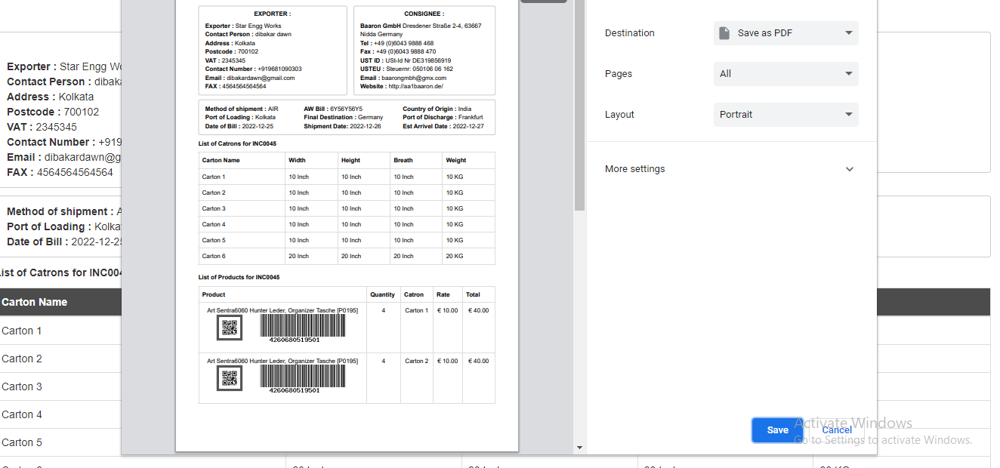 Exporter : Star Engg Wo
Contact Person : dibaka
Address : Kolkata
Postcode : 700102
VAT : 2345345
Contact Number : +919
Email : dibakardawn@g
FAX : 4564564564564
Method of shipment : A
Port of Loading : Kolka
Date of Bill : 2022-12-25
List of Catrons for INC004
Carton Name
Carton 1
Carton 2
Carton 3
Carton 4
Carton 5
EXPORTER :
Exporter : Star Engg Works
Contact Person : dibakar dawn
Address : Kolkata
Postcode : 700102
VAT : 2345345
Contact Number : +919681090303
Email : dibakardawn@gmail.com
FAX : 4564564564564
CONSIGNEE :
Baaron GmbH Dresdener Straße 2-4, 63667
Nidda Germany
Tel : +49 (0)6043 9888 468
Fax : +49 (0)6043 9888 470
UST ID : USt-Id Nr DE319856919
USTEU : Steuernr: 050106 06 162
Email : baarongmbh@gmx.com
Website : http://aa1baaron.de/
Method of shipment : AIR AW Bill : 6Y56Y56Y5 Country of Origin : India
Port of Loading : Kolkata Final Destination : Germany Port of Discharge : Frankfurt
Date of Bill : 2022-12-25 Shipment Date: 2022-12-26 Est Arrivel Date : 2022-12-27
List of Catrons for INC0045
Carton Name Width Height Breath Weight
Carton 1 10 Inch 10 Inch 10 Inch 10 KG
Carton 2 10 Inch 10 Inch 10 Inch 10 KG
Carton 3 10 Inch 10 Inch 10 Inch 10 KG
Carton 4 10 Inch 10 Inch 10 Inch 10 KG
Carton 5 10 Inch 10 Inch 10 Inch 10 KG
Carton 6 20 Inch 20 Inch 20 Inch 20 KG
List of Products for INC0045
Product Quantity Catron Rate Total
Art Sentra6060 Hunter Leder, Organizer Tasche [P0195] 4 Carton 1 € 10.00 € 40.00
4260680519501
Art Sentra6060 Hunter Leder, Organizer Tasche [P0195] 4 Carton 2 € 10.00 € 40.00
4260680519501
Destination Save as PDF
Pages All
Layout Portrait
More settings
Save Cancel
Activate Windows
Go to Settings to activate Windows.